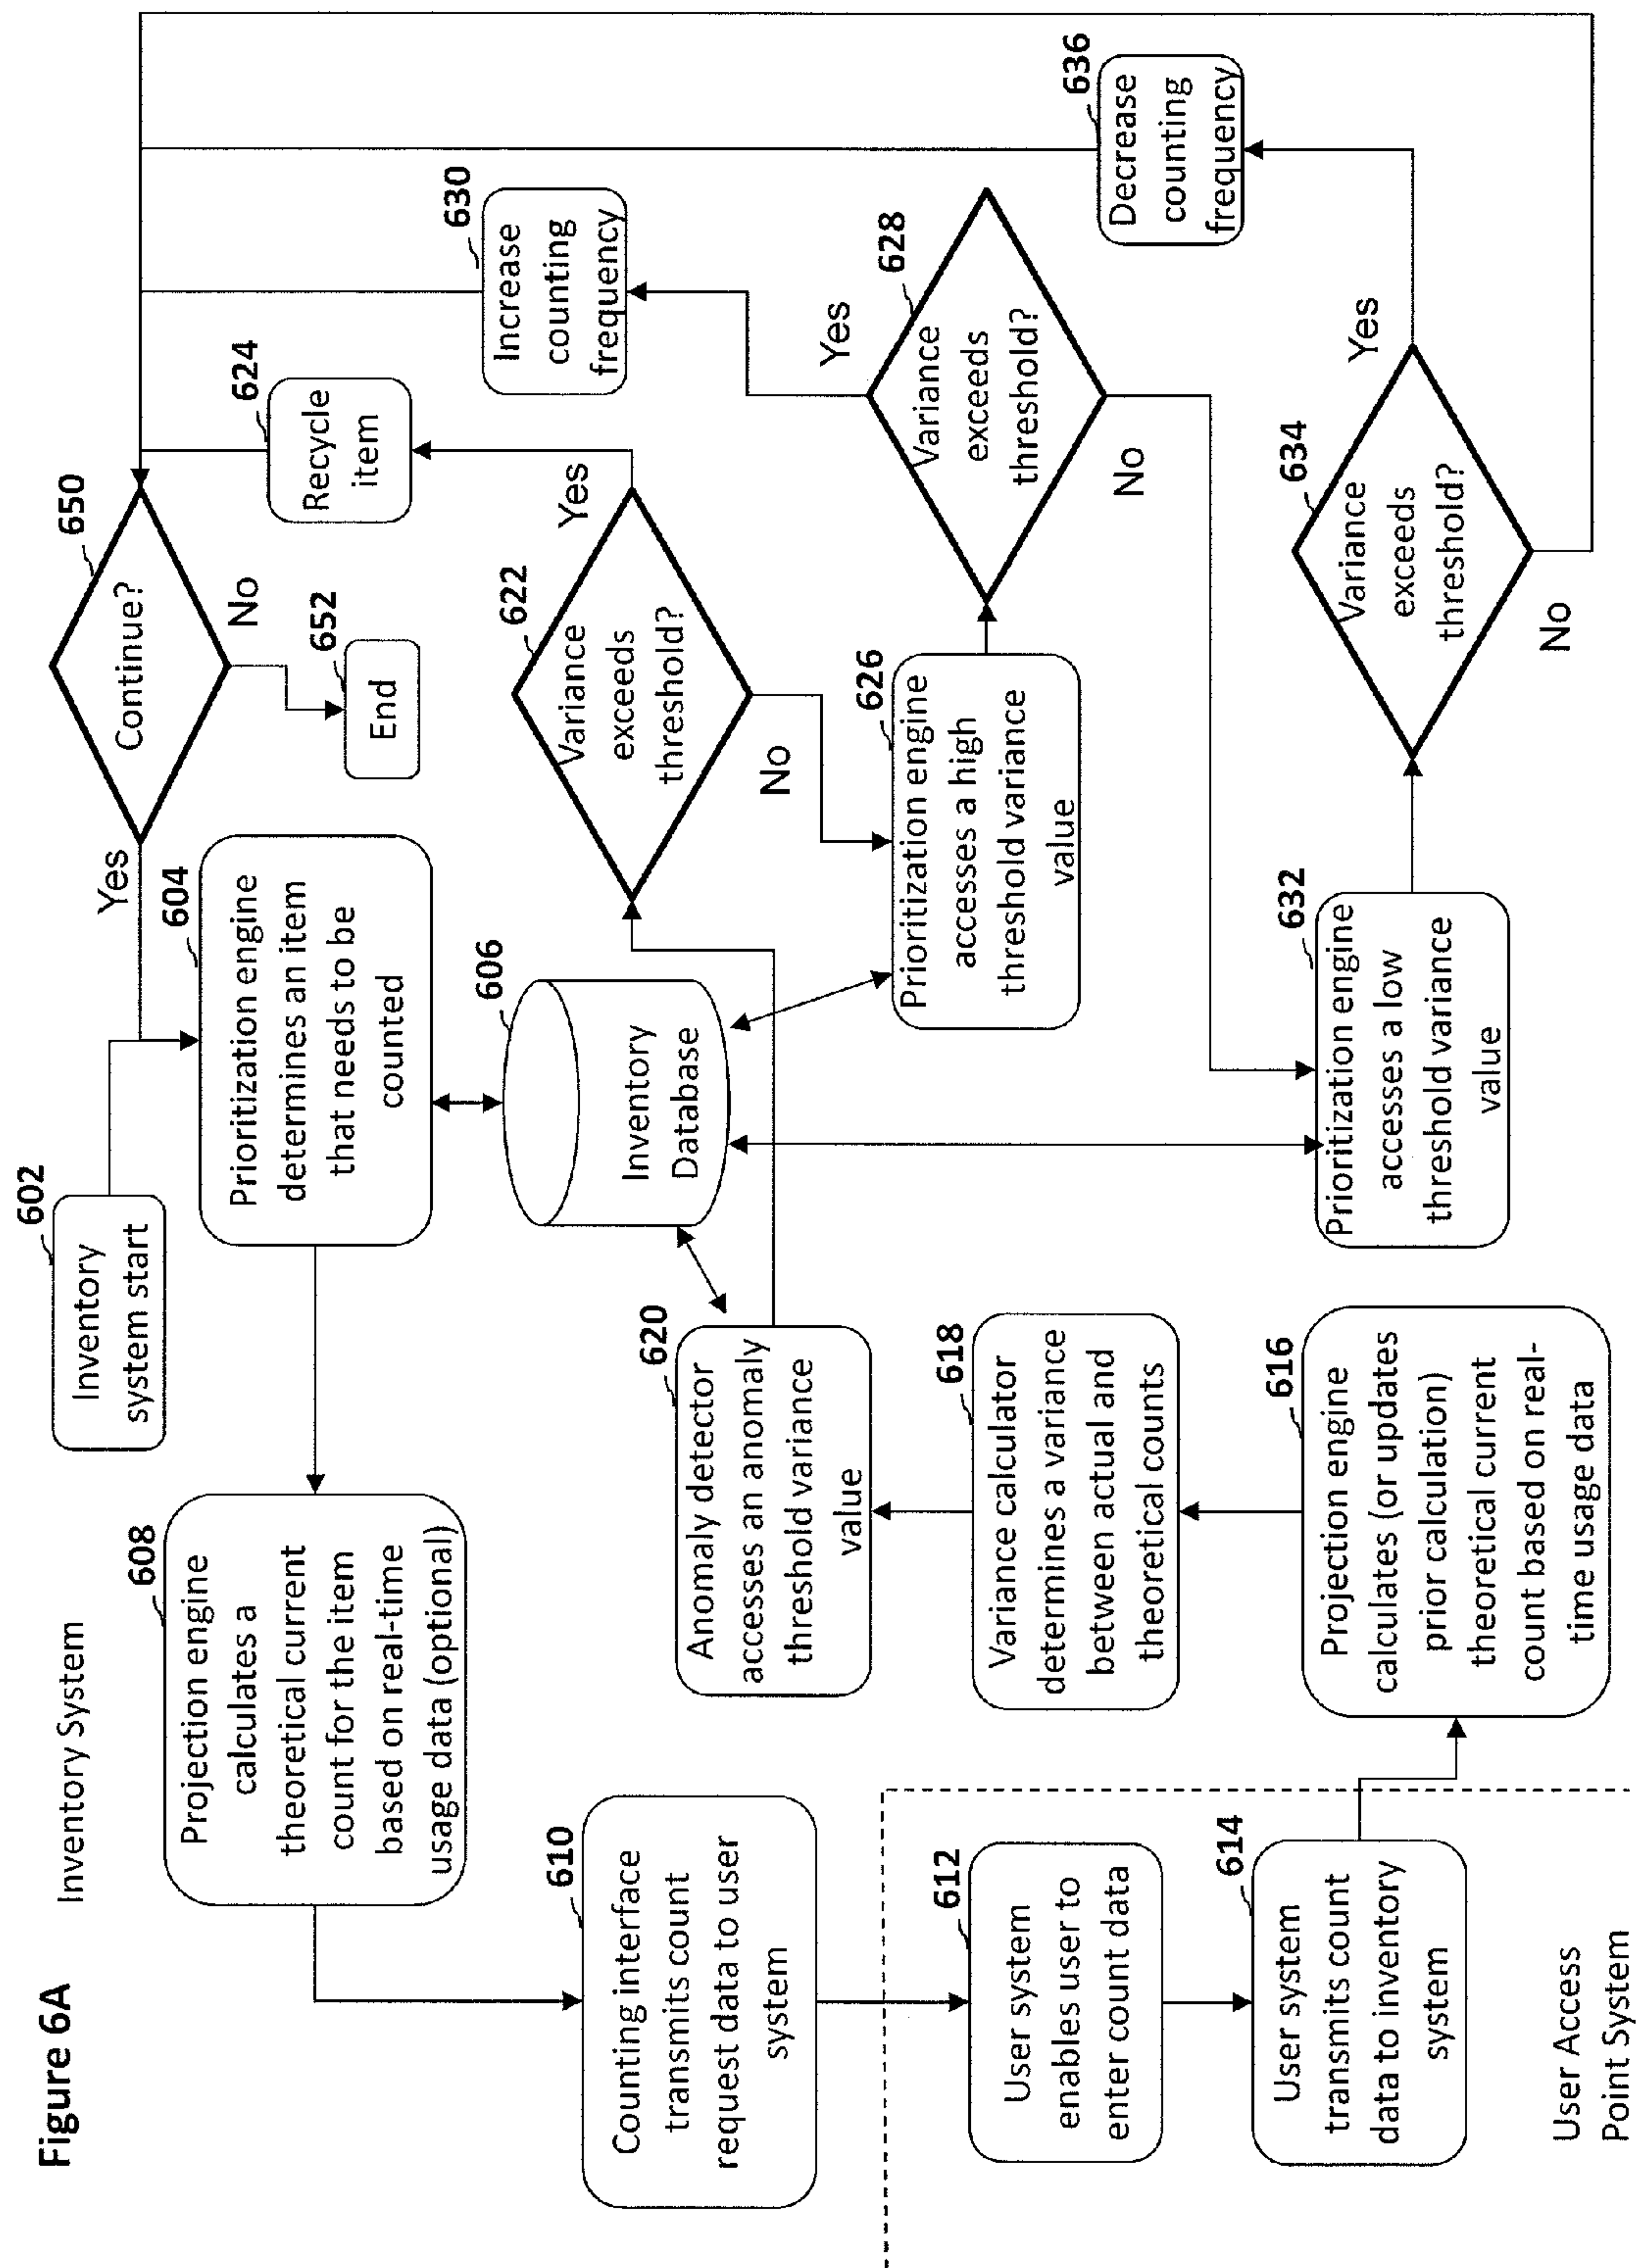 Figure 6A
Inventory System
602
Inventory
system start
Yes
650
Continue?
No
652
End
604
Prioritization engine
determines an item
that needs to be
counted
608
Projection engine
calculates a
theoretical current
count for the item
based on real-time
usage data (optional)
606
Inventory
Database
624
Recycle
item
630
Increase
counting
frequency
610
Counting interface
transmits count
request data to user
system
620
Anomaly detector
accesses an anomaly
threshold variance
value
622
Variance
exceeds
threshold?
Yes
No
626
Prioritization engine
accesses a high
threshold variance
value
628
Variance
exceeds
threshold?
Yes
No
636
Decrease
counting
frequency
612
User system
enables user to
enter count data
618
Variance calculator
determines a variance
between actual and
theoretical counts
614
User system
transmits count
data to inventory
system
616
Projection engine
calculates (or updates
prior calculation)
theoretical current
count based on real-
time usage data
632
Prioritization engine
accesses a low
threshold variance
value
634
Variance
exceeds
threshold?
Yes
No
User Access
Point System